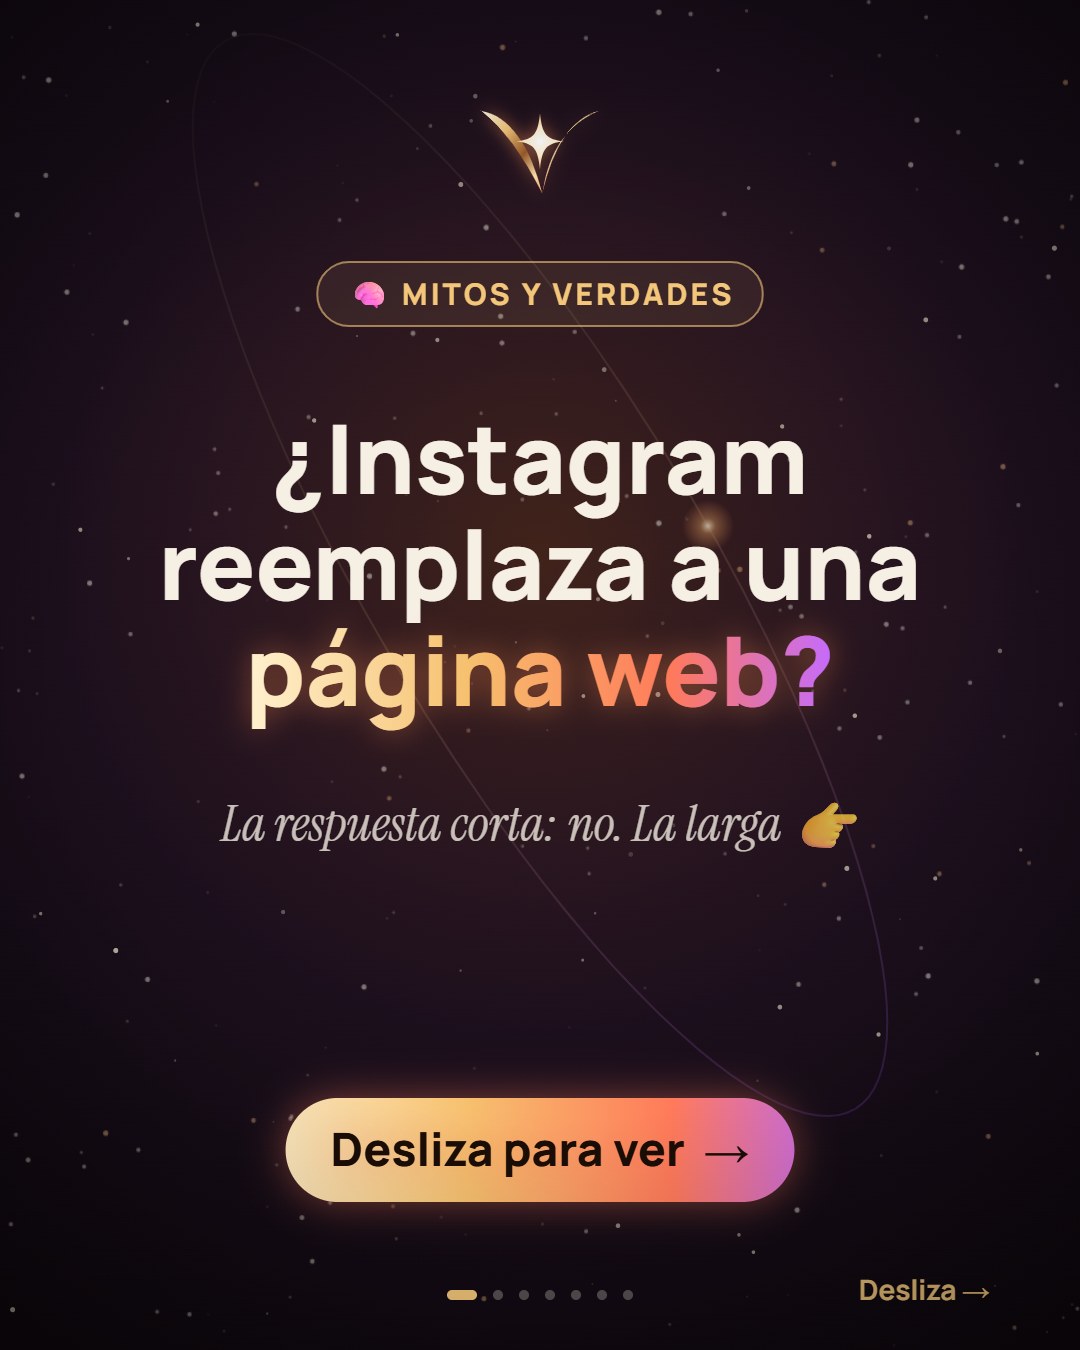 🧠 MITOS Y VERDADES
¿Instagram
reemplaza a una
página web?
La respuesta corta: no. La larga 👉
Desliza para ver →
Desliza →